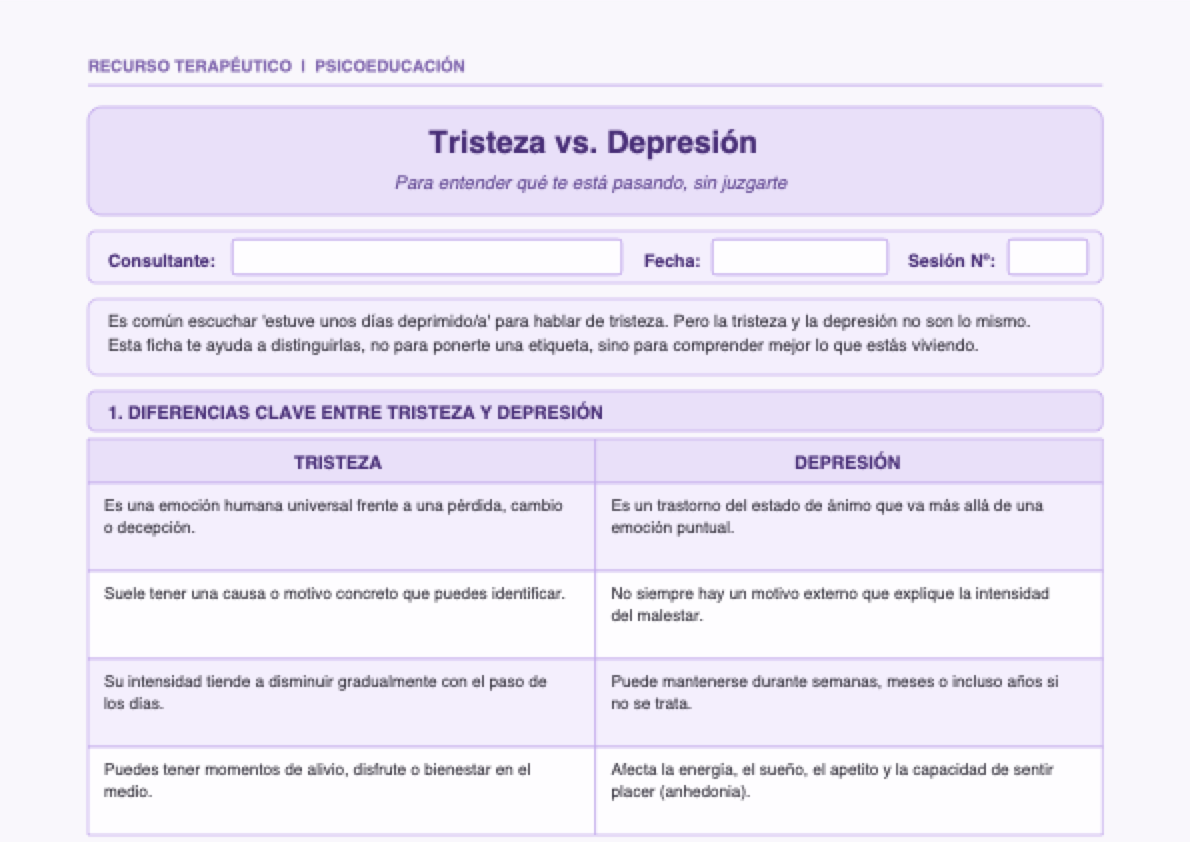 RECURSO TERAPÉUTICO | PSICOEDUCACIÓN
Tristeza vs. Depresión
Para entender qué te está pasando, sin juzgarte
Consultante:
Fecha:
Sesión Nº:
Es común escuchar 'estuve unos días deprimido/a' para hablar de tristeza. Pero la tristeza y la depresión no son lo mismo.
Esta ficha te ayuda a distinguirlas, no para ponerte una etiqueta, sino para comprender mejor lo que estás viviendo.
1. DIFERENCIAS CLAVE ENTRE TRISTEZA Y DEPRESIÓN
TRISTEZA
DEPRESIÓN
Es una emoción humana universal frente a una pérdida, cambio
o decepción.
Es un trastorno del estado de ánimo que va más allá de una
emoción puntual.
Suele tener una causa o motivo concreto que puedes identificar.
No siempre hay un motivo externo que explique la intensidad
del malestar.
Su intensidad tiende a disminuir gradualmente con el paso de
los días.
Puede mantenerse durante semanas, meses o incluso años si
no se trata.
Puedes tener momentos de alivio, disfrute o bienestar en el
medio.
Afecta la energía, el sueño, el apetito y la capacidad de sentir
placer (anhedonia).